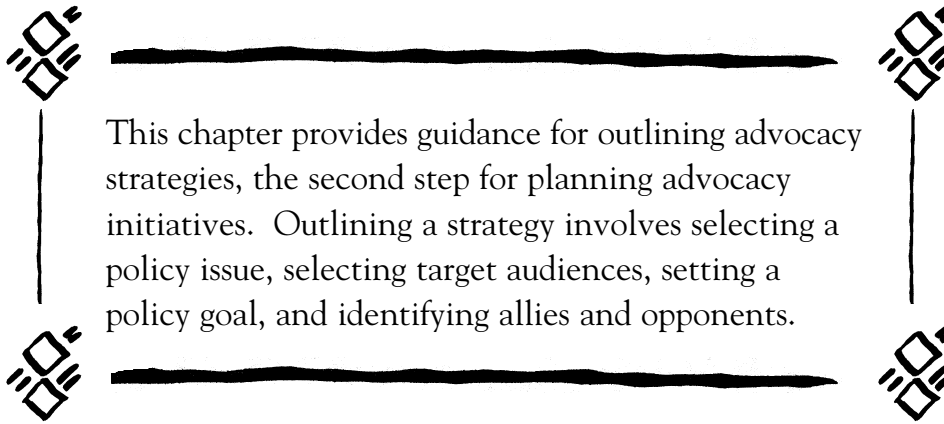 This chapter provides guidance for outlining advocacy
strategies, the second step for planning advocacy
initiatives.  Outlining a strategy involves selecting a
policy issue, selecting target audiences, setting a
policy goal, and identifying allies and opponents.